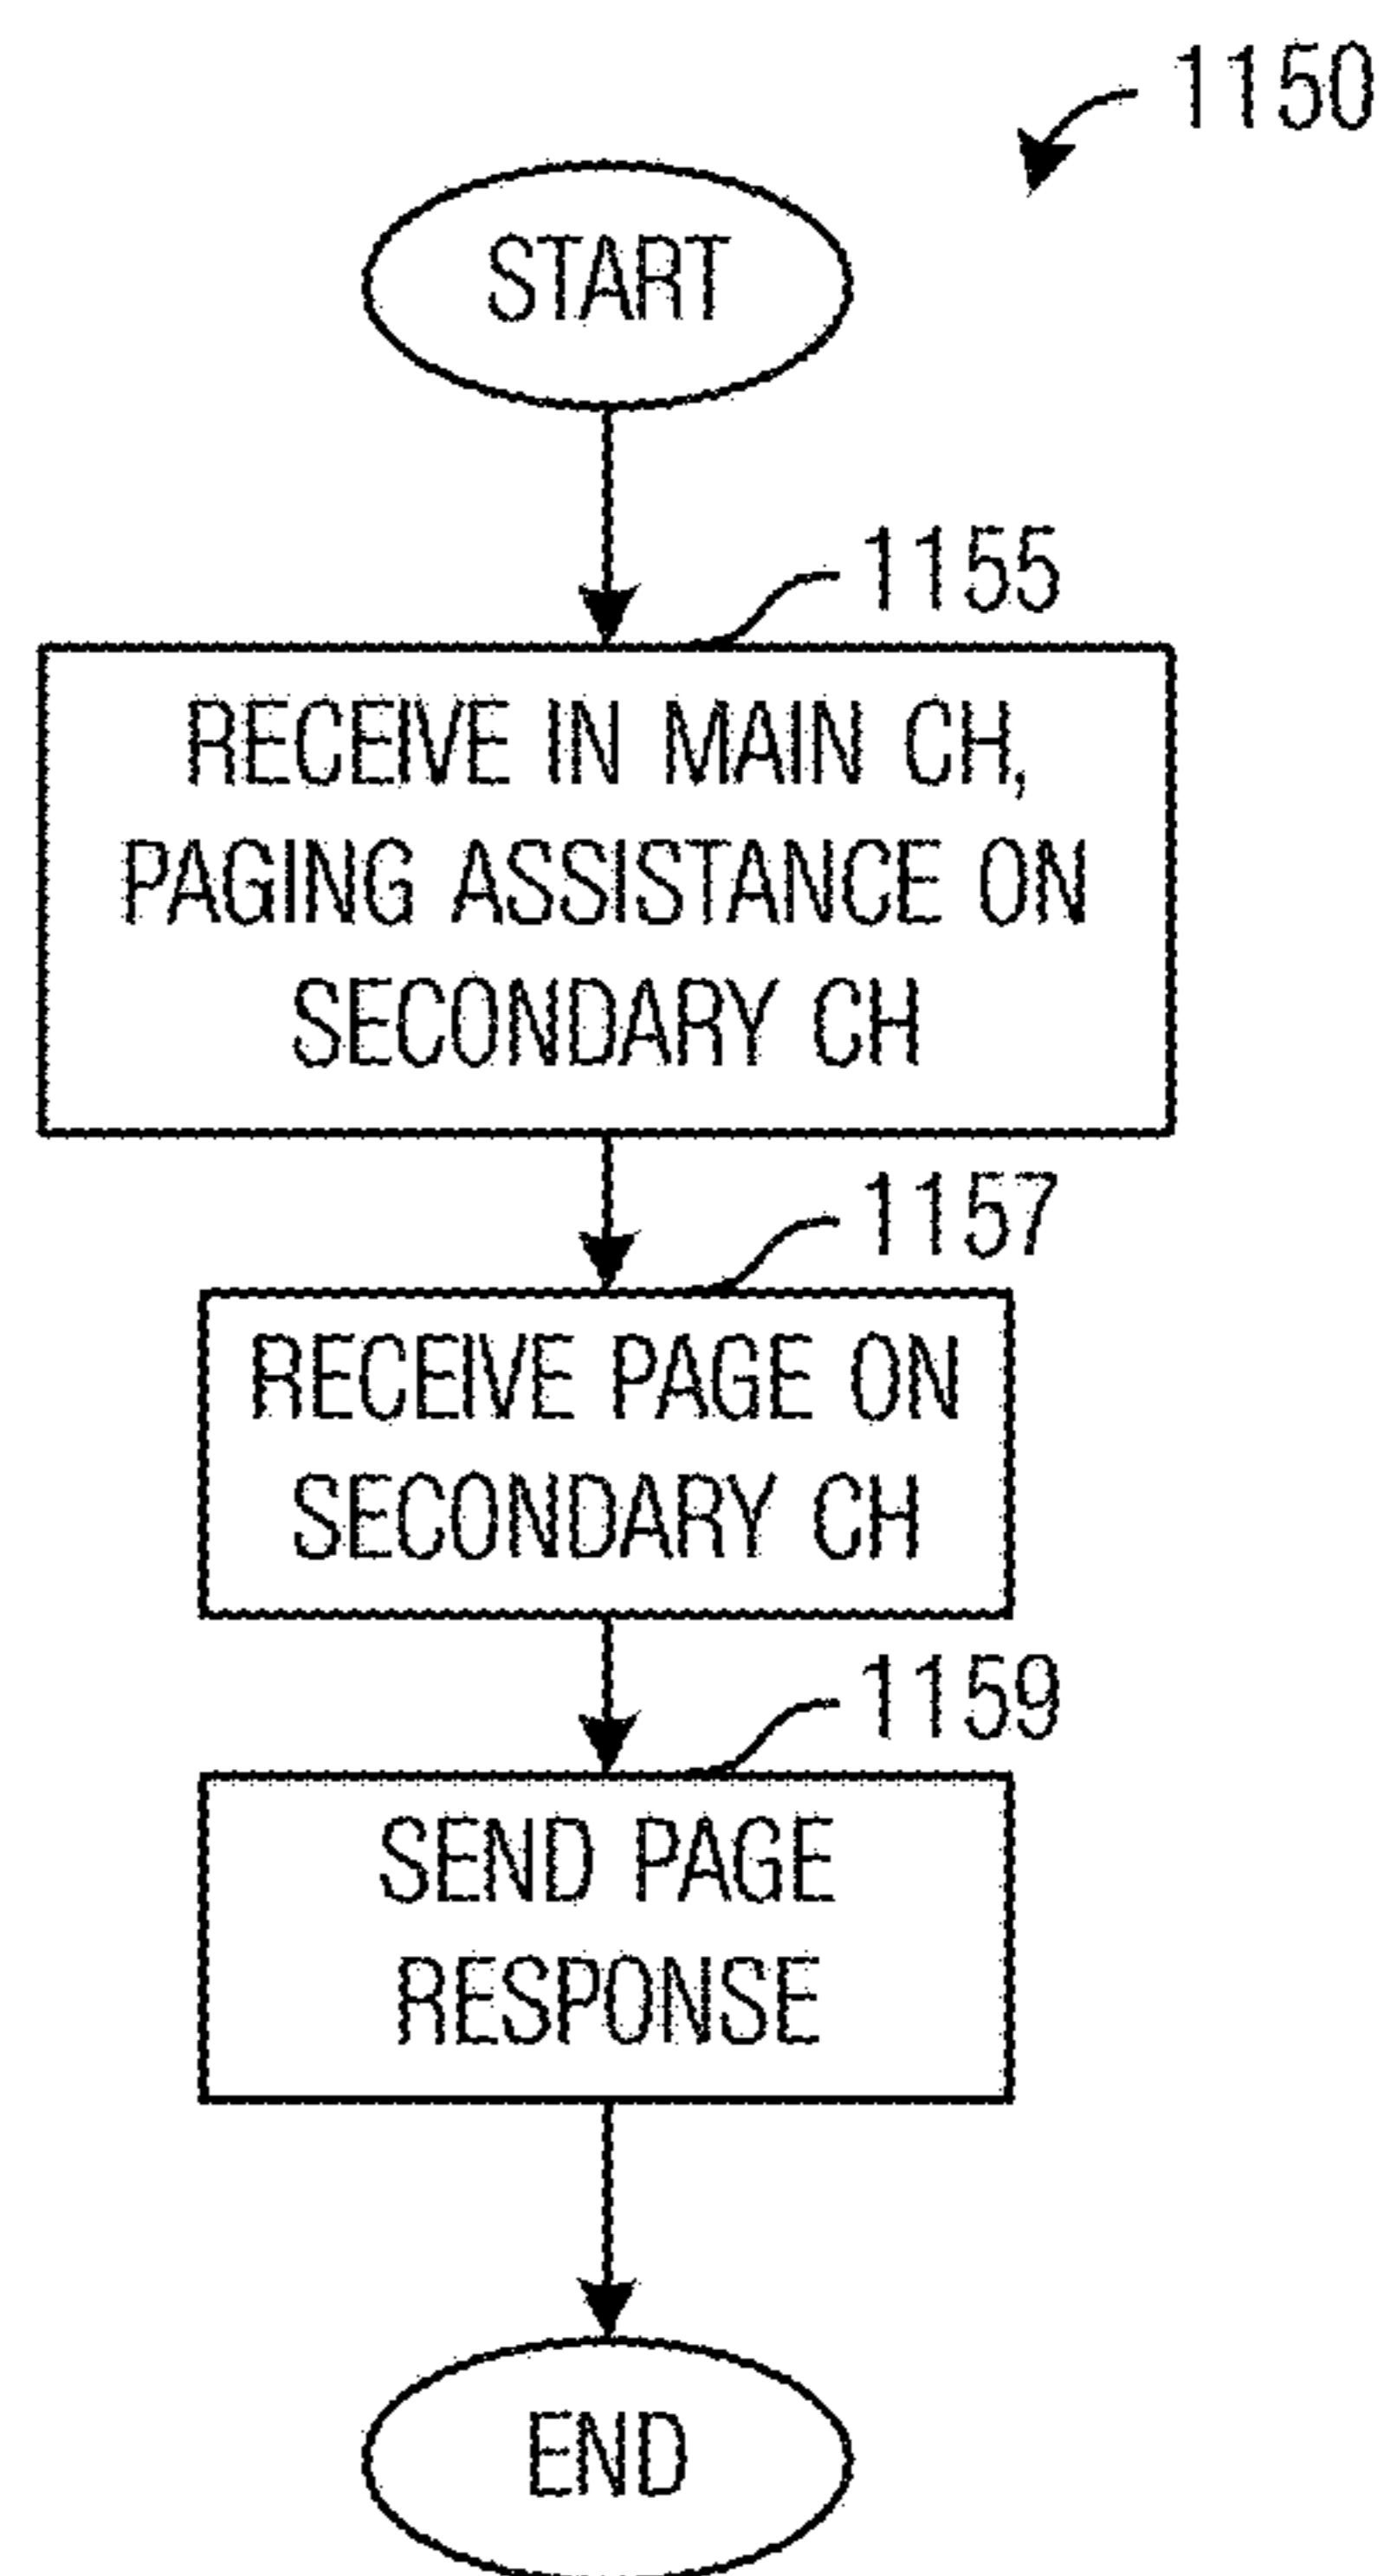 1150
START
1155
RECEIVE IN MAIN CH,
PAGING ASSISTANCE ON
SECONDARY CH
1157
RECEIVE PAGE ON
SECONDARY CH
1159
SEND PAGE
RESPONSE
END